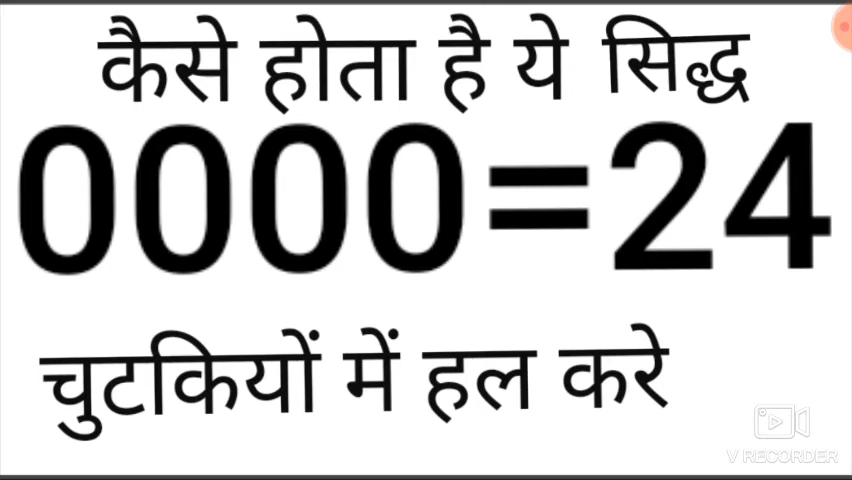 कैसे होता है ये सिद्ध
0000=24
चुटकियों में हल करे
V RECORDER